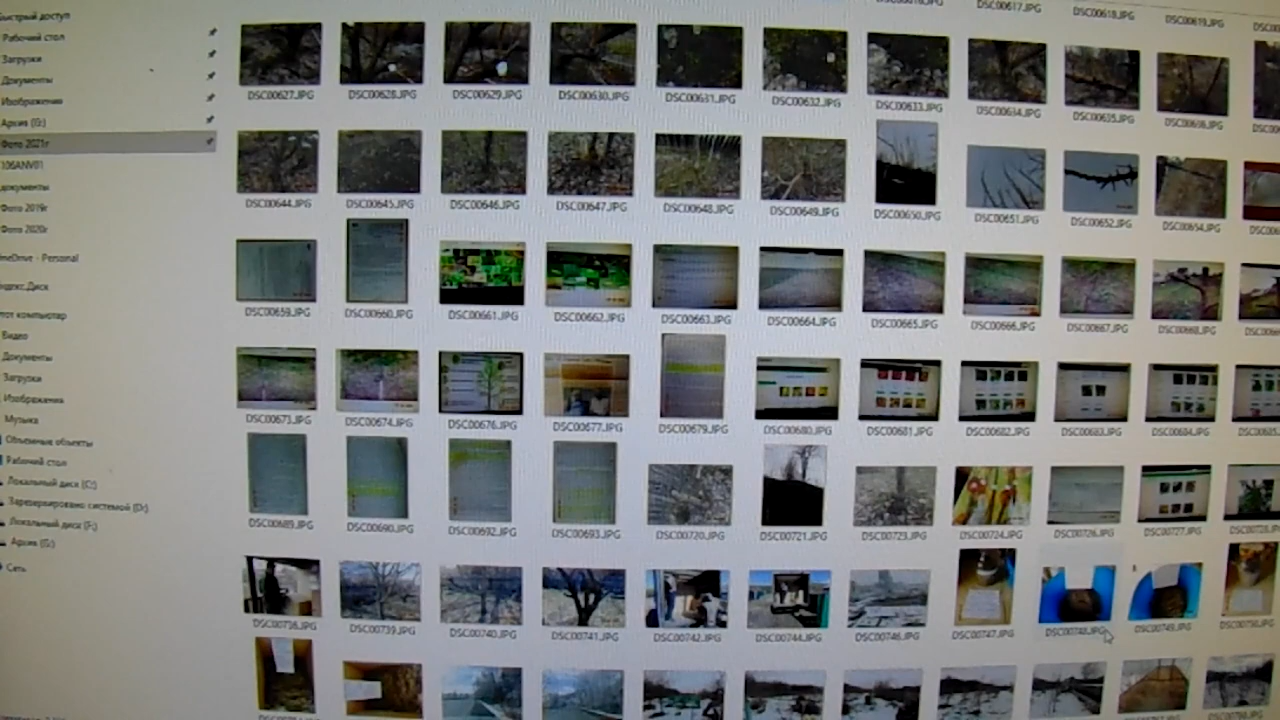 Быстрый доступ
Рабочий стол
Загрузки
Документы
Изображения
Архив (G:)
Фото 2021г
106ANV01
документы
Фото 2019г
Фото 2020г
OneDrive - Personal
Видео
Документы
Загрузки
Изображения
Музыка
Объемные объекты
Рабочий стол
Локальный диск (C:)
Зарезервировано системой (D:)
Локальный диск (F:)
Архив (G:)
Сеть
DSC00617.JPG DSC00618.JPG DSC00619.JPG
DSC00627.JPG DSC00628.JPG DSC00629.JPG DSC00630.JPG DSC00631.JPG DSC00632.JPG DSC00633.JPG DSC00634.JPG DSC00635.JPG DSC00636.JPG
DSC00644.JPG DSC00645.JPG DSC00646.JPG DSC00647.JPG DSC00648.JPG DSC00649.JPG DSC00650.JPG DSC00651.JPG DSC00652.JPG DSC00654.JPG
DSC00659.JPG DSC00660.JPG DSC00661.JPG DSC00662.JPG DSC00663.JPG DSC00664.JPG DSC00665.JPG DSC00666.JPG DSC00667.JPG DSC00668.JPG
DSC00673.JPG DSC00674.JPG DSC00676.JPG DSC00677.JPG DSC00679.JPG DSC00680.JPG DSC00681.JPG DSC00682.JPG DSC00683.JPG DSC00684.JPG
DSC00689.JPG DSC00690.JPG DSC00692.JPG DSC00693.JPG DSC00720.JPG DSC00721.JPG DSC00723.JPG DSC00724.JPG DSC00726.JPG DSC00727.JPG
DSC00738.JPG DSC00739.JPG DSC00740.JPG DSC00741.JPG DSC00742.JPG DSC00744.JPG DSC00746.JPG DSC00747.JPG DSC00748.JPG DSC00749.JPG DSC00750.JPG